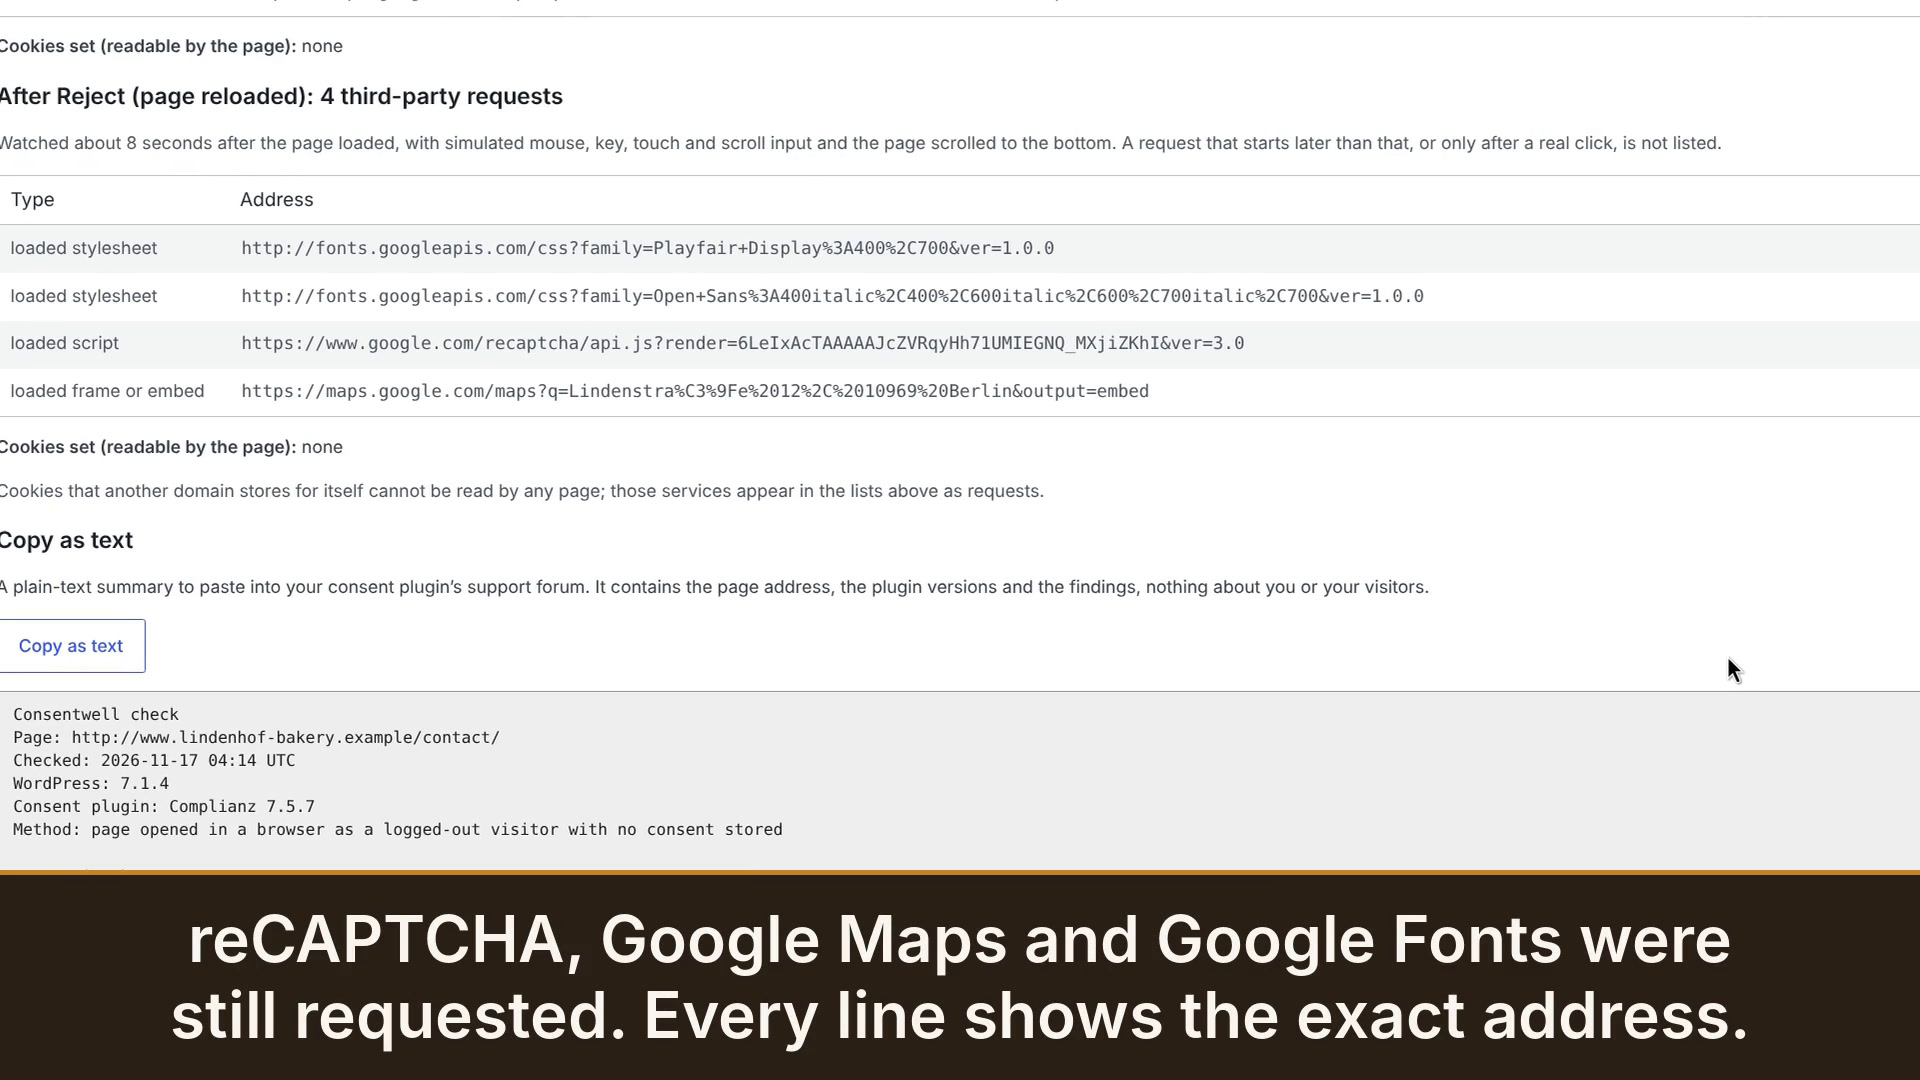 Cookies set (readable by the page): none
After Reject (page reloaded): 4 third-party requests
Watched about 8 seconds after the page loaded, with simulated mouse, key, touch and scroll input and the page scrolled to the bottom. A request that starts later than that, or only after a real click, is not listed.
Type Address
loaded stylesheet http://fonts.googleapis.com/css?family=Playfair+Display%3A400%2C700&ver=1.0.0
loaded stylesheet http://fonts.googleapis.com/css?family=Open+Sans%3A400italic%2C400%2C600italic%2C600%2C700italic%2C700&ver=1.0.0
loaded script https://www.google.com/recaptcha/api.js?render=6LeIxAcTAAAAAJcZVRqyHh71UMIEGNQ_MXjiZKhI&ver=3.0
loaded frame or embed https://maps.google.com/maps?q=Lindenstra%C3%9Fe%2012%2C%2010969%20Berlin&output=embed
Cookies set (readable by the page): none
Cookies that another domain stores for itself cannot be read by any page; those services appear in the lists above as requests.
Copy as text
A plain-text summary to paste into your consent plugin’s support forum. It contains the page address, the plugin versions and the findings, nothing about you or your visitors.
Copy as text
Consentwell check
Page: http://www.lindenhof-bakery.example/contact/
Checked: 2026-11-17 04:14 UTC
WordPress: 7.1.4
Consent plugin: Complianz 7.5.7
Method: page opened in a browser as a logged-out visitor with no consent stored
reCAPTCHA, Google Maps and Google Fonts were
still requested. Every line shows the exact address.